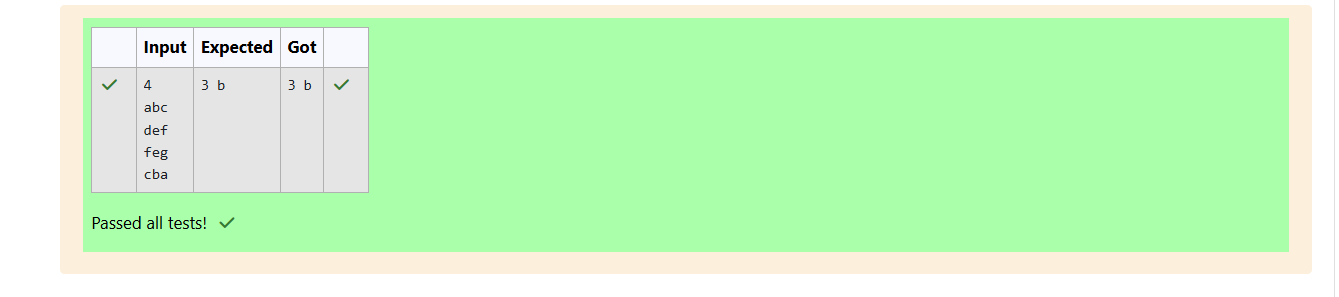 Input Expected Got
4 3 b 3 b
abc
def
feg
cba
Passed all tests!